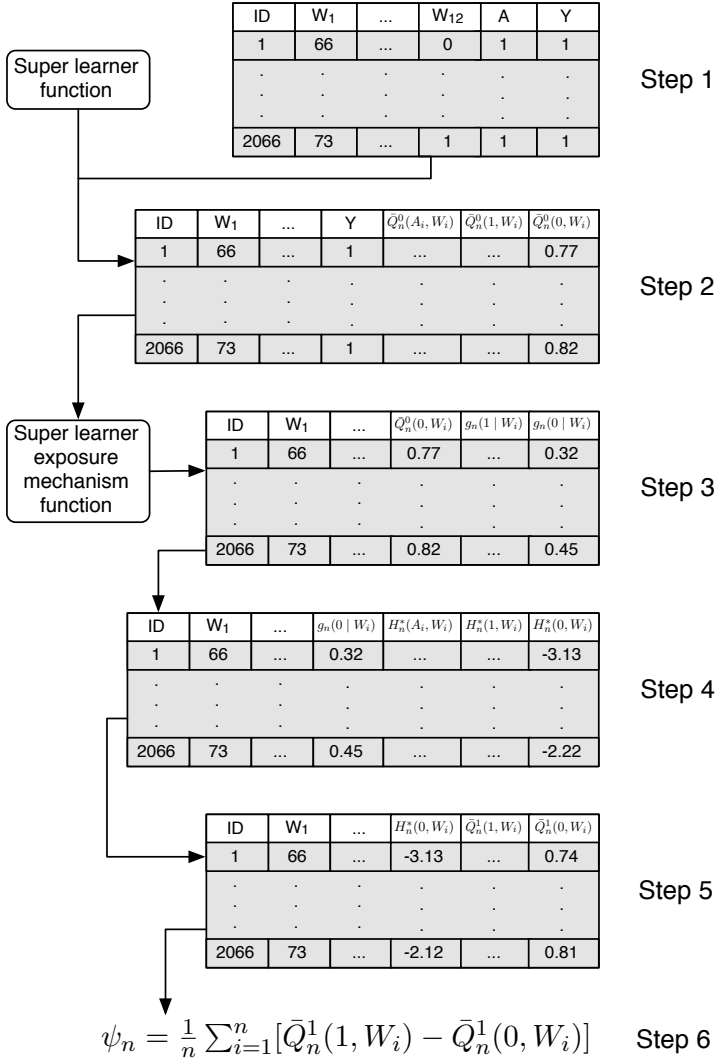 ID W₁ ... W₁₂ A Y
1 66 ... 0 1 1
. . . . . .
. . . . . .
. . . . . .
2066 73 ... 1 1 1
Step 1
Super learner
function
ID W₁ ... Y Q̄⁰ₙ(Aᵢ, Wᵢ) Q̄⁰ₙ(1, Wᵢ) Q̄⁰ₙ(0, Wᵢ)
1 66 ... 1 ... ... 0.77
. . . . . . .
. . . . . . .
. . . . . . .
2066 73 ... 1 ... ... 0.82
Step 2
Super learner
exposure
mechanism
function
ID W₁ ... Q̄⁰ₙ(0, Wᵢ) gₙ(1 | Wᵢ) gₙ(0 | Wᵢ)
1 66 ... 0.77 ... 0.32
. . . . . .
. . . . . .
. . . . . .
2066 73 ... 0.82 ... 0.45
Step 3
ID W₁ ... gₙ(0 | Wᵢ) H*ₙ(Aᵢ, Wᵢ) H*ₙ(1, Wᵢ) H*ₙ(0, Wᵢ)
1 66 ... 0.32 ... ... -3.13
. . . . . . .
. . . . . . .
. . . . . . .
2066 73 ... 0.45 ... ... -2.22
Step 4
ID W₁ ... H*ₙ(0, Wᵢ) Q̄¹ₙ(1, Wᵢ) Q̄¹ₙ(0, Wᵢ)
1 66 ... -3.13 ... 0.74
. . . . . .
. . . . . .
. . . . . .
2066 73 ... -2.12 ... 0.81
Step 5
ψₙ = 1/n ∑ⁿᵢ₌₁[Q̄¹ₙ(1, Wᵢ) − Q̄¹ₙ(0, Wᵢ)]
Step 6